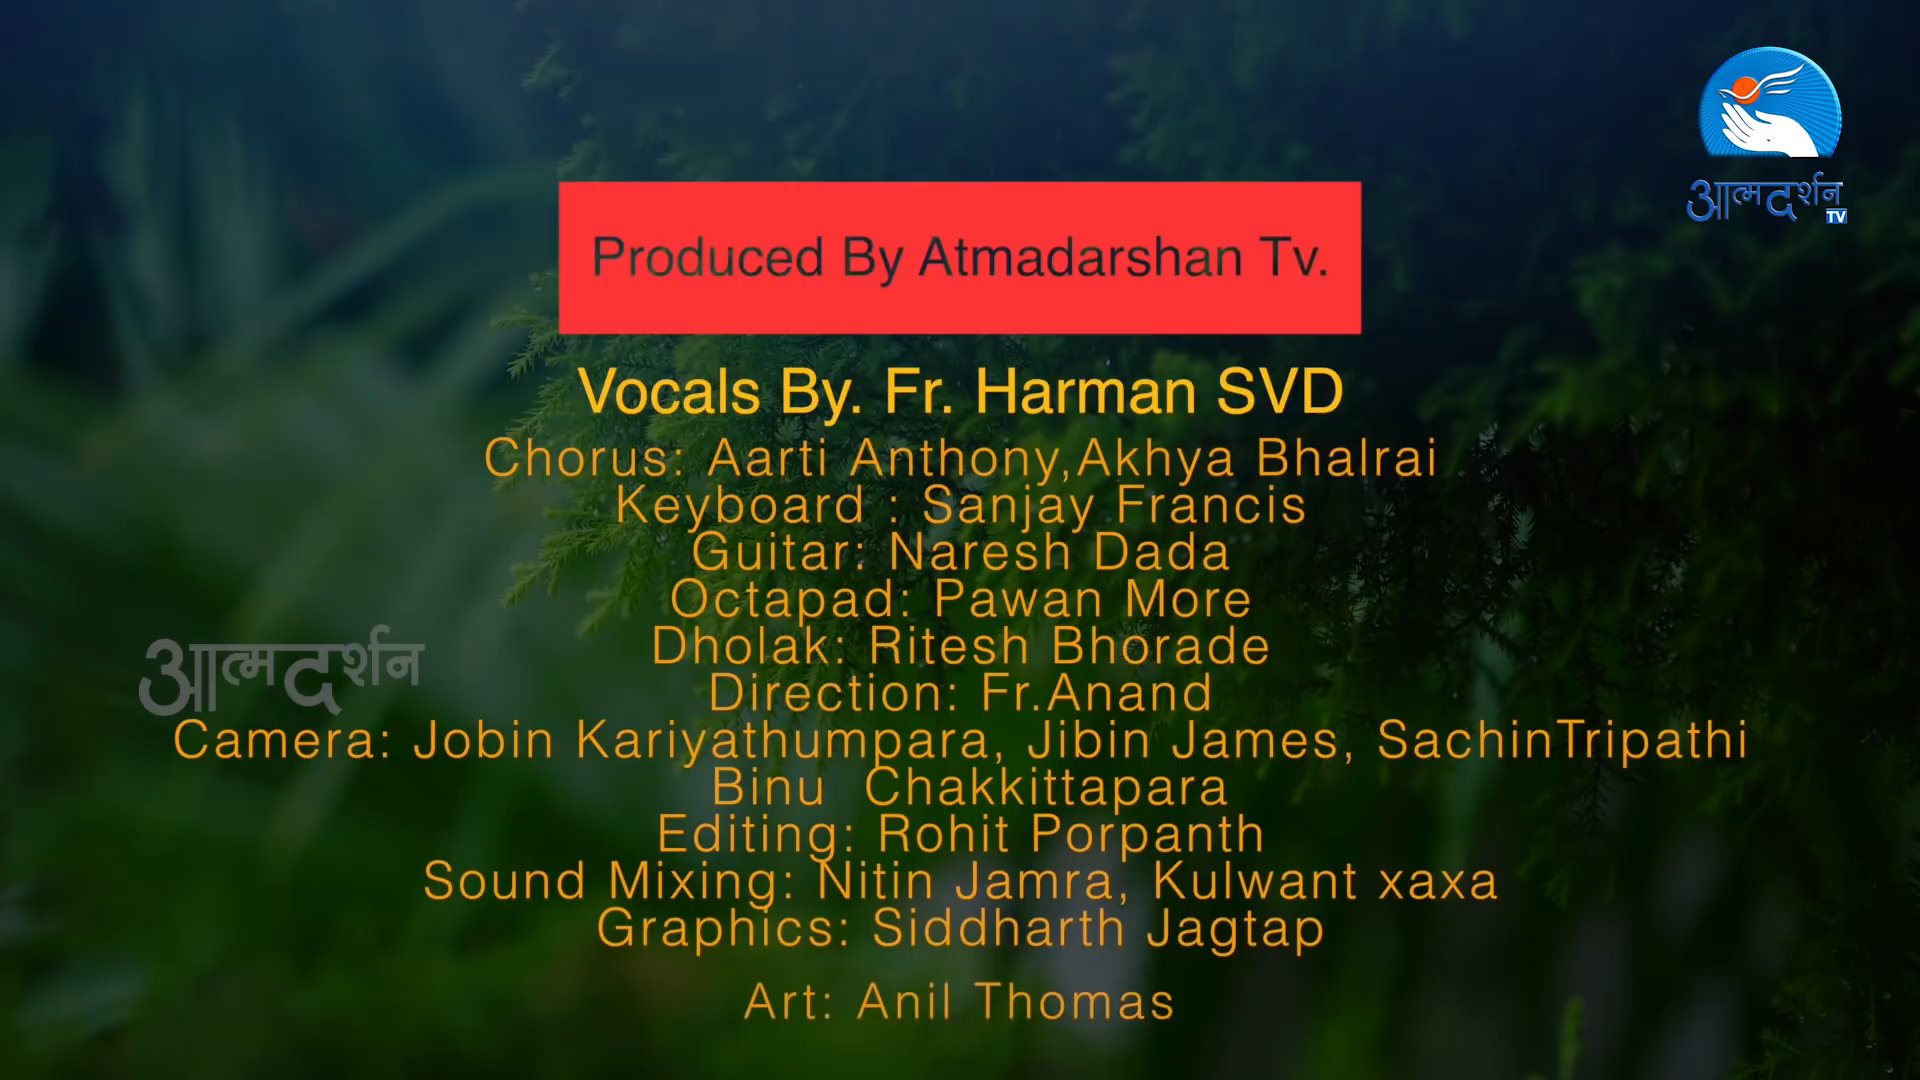 आत्मदर्शन
TV
Produced By Atmadarshan Tv.
Vocals By. Fr. Harman SVD
Chorus: Aarti Anthony,Akhya Bhalrai
Keyboard : Sanjay Francis
Guitar: Naresh Dada
Octapad: Pawan More
Dholak: Ritesh Bhorade
आत्मदर्शन
Direction: Fr.Anand
Camera: Jobin Kariyathumpara, Jibin James, SachinTripathi
Binu Chakkittapara
Editing: Rohit Porpanth
Sound Mixing: Nitin Jamra, Kulwant xaxa
Graphics: Siddharth Jagtap
Art: Anil Thomas